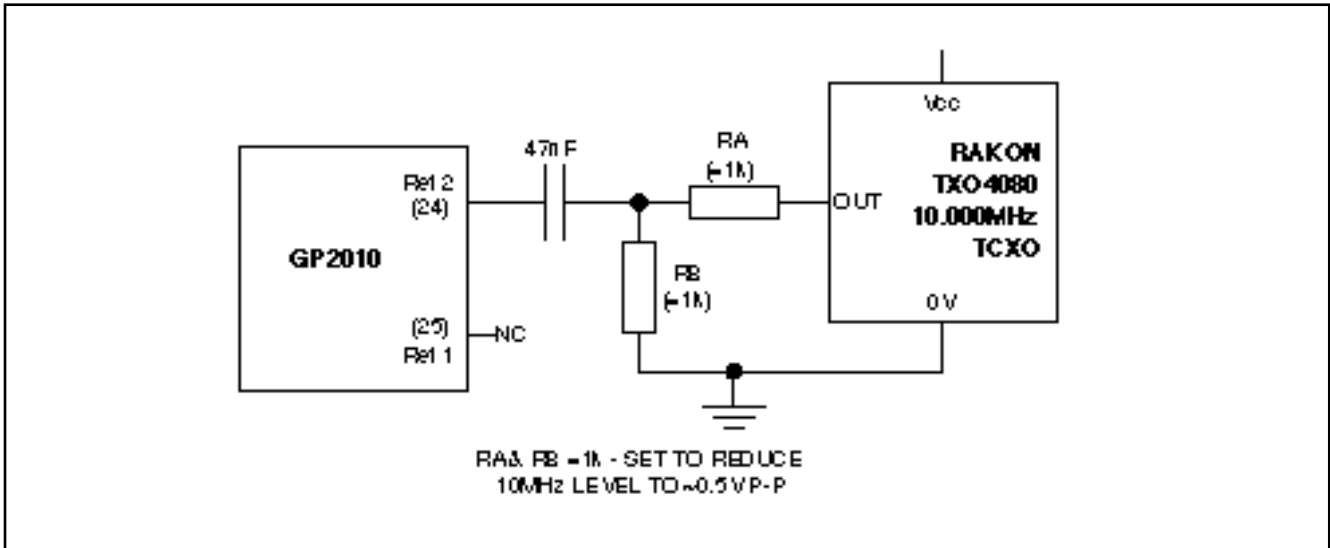 GP2010
Ref 2
(24)
(25)
Ref 1
NC
47nF
RA
(=1k)
RB
(=1k)
OUT
Vcc
RAKON
TXO4080
10.000MHz
TCXO
0V
RA& RB =1k - SET TO REDUCE
10MHz LEVEL TO ~0.5VP-P